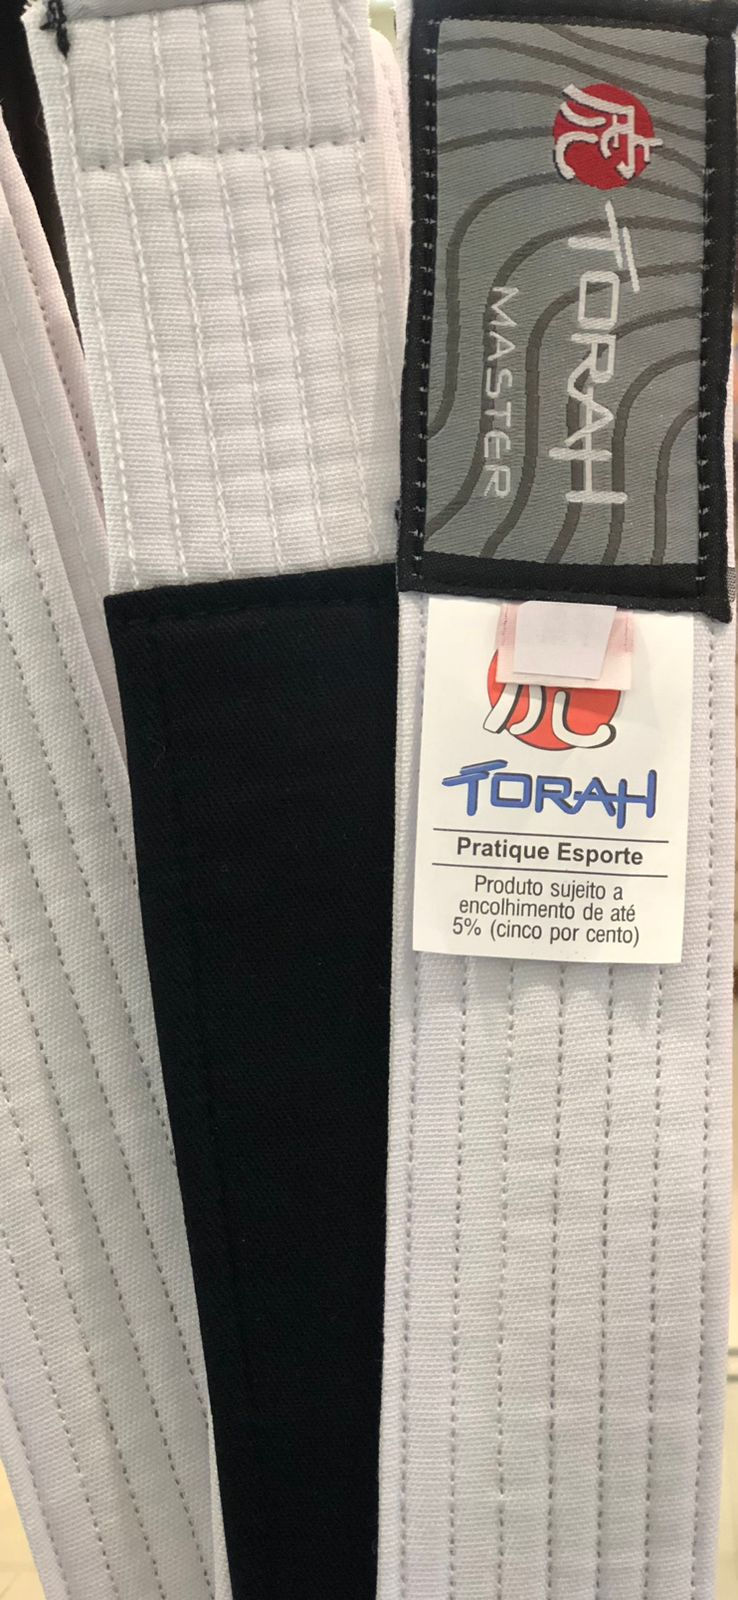 TORAH
MASTER
TORAH
Pratique Esporte
Produto sujeito a
encolhimento de até
5% (cinco por cento)